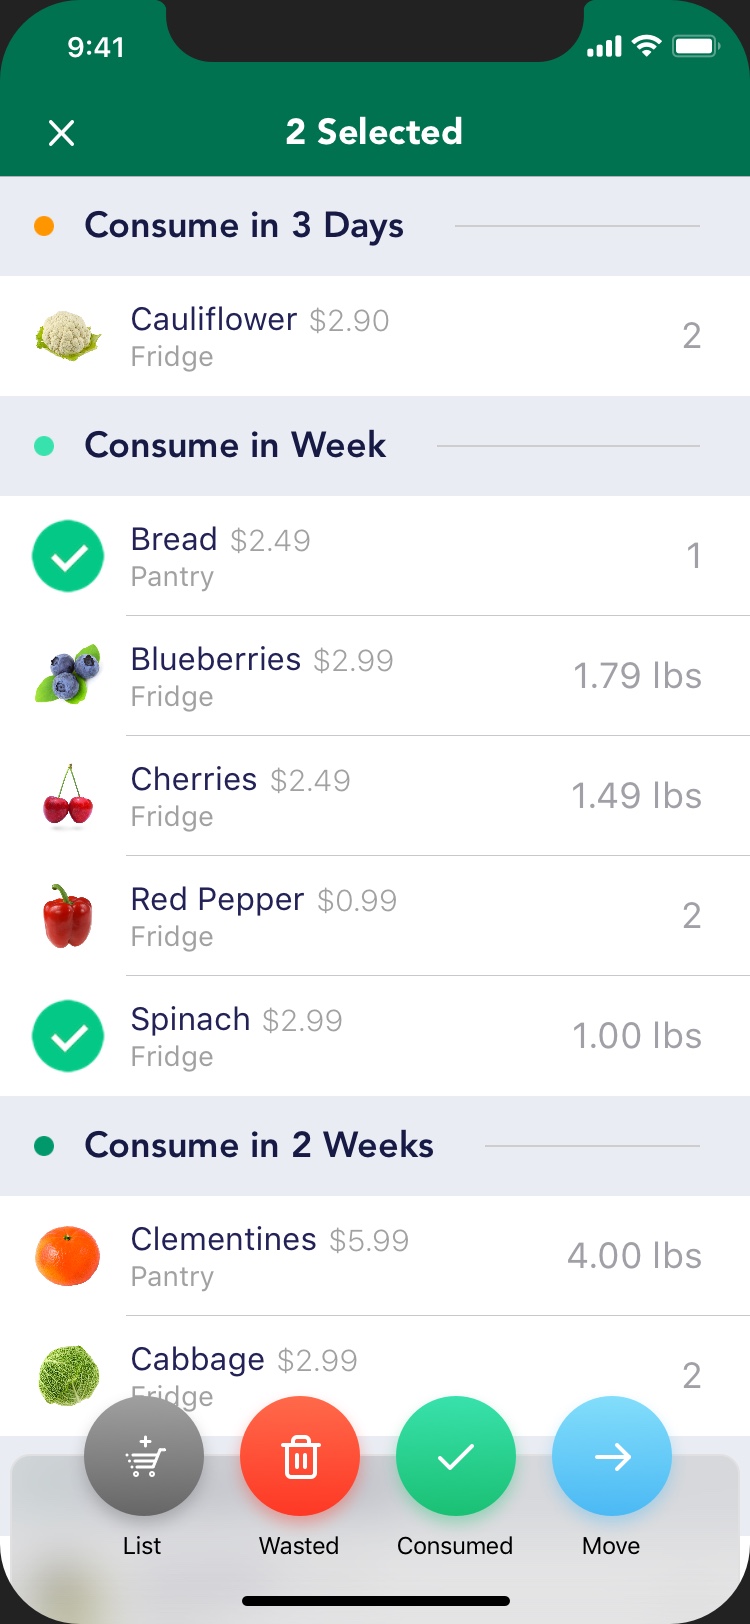 9:41
2 Selected
Consume in 3 Days
Cauliflower $2.90
Fridge
2
Consume in Week
Bread $2.49
Pantry
1
Blueberries $2.99
Fridge
1.79 lbs
Cherries $2.49
Fridge
1.49 lbs
Red Pepper $0.99
Fridge
2
Spinach $2.99
Fridge
1.00 lbs
Consume in 2 Weeks
Clementines $5.99
Pantry
4.00 lbs
Cabbage $2.99
Fridge
2
List Wasted Consumed Move